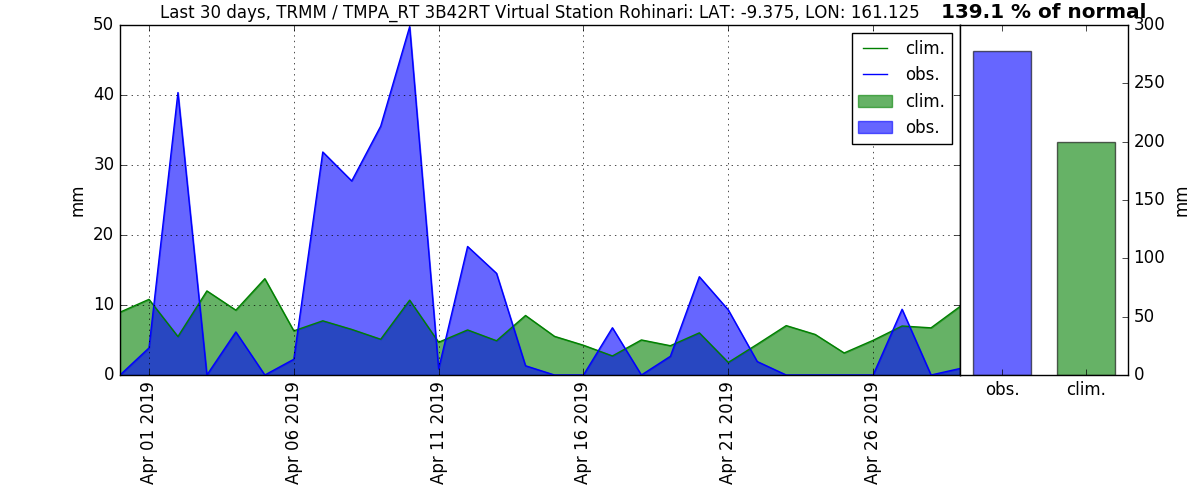 Last 30 days, TRMM / TMPA_RT 3B42RT Virtual Station Rohinari: LAT: -9.375, LON: 161.125
139.1 % of normal
50
40
30
20
10
0
mm
clim.
obs.
clim.
obs.
300
250
200
150
100
50
0
mm
Apr 01 2019
Apr 06 2019
Apr 11 2019
Apr 16 2019
Apr 21 2019
Apr 26 2019
obs.
clim.